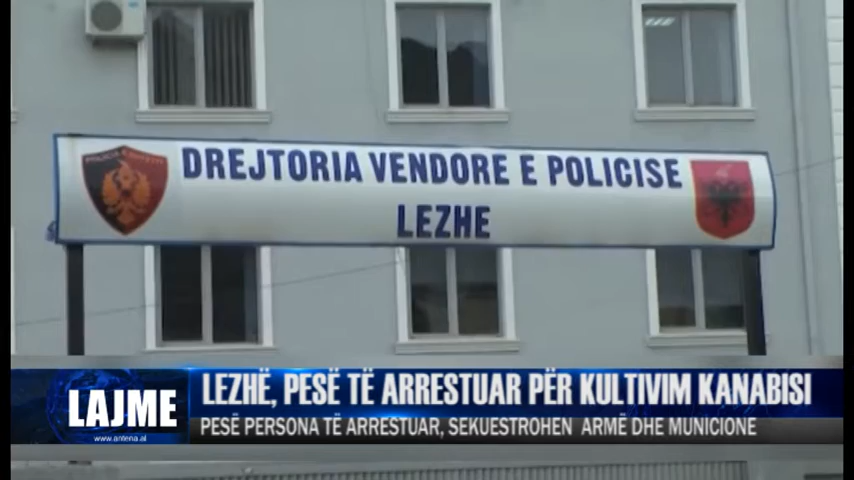 DREJTORIA VENDORE E POLICISE
LEZHE
LEZHË, PESË TË ARRESTUAR PËR KULTIVIM KANABISI
LAJME
www.antena.al
PESË PERSONA TË ARRESTUAR, SEKUESTROHEN ARMË DHE MUNICIONE